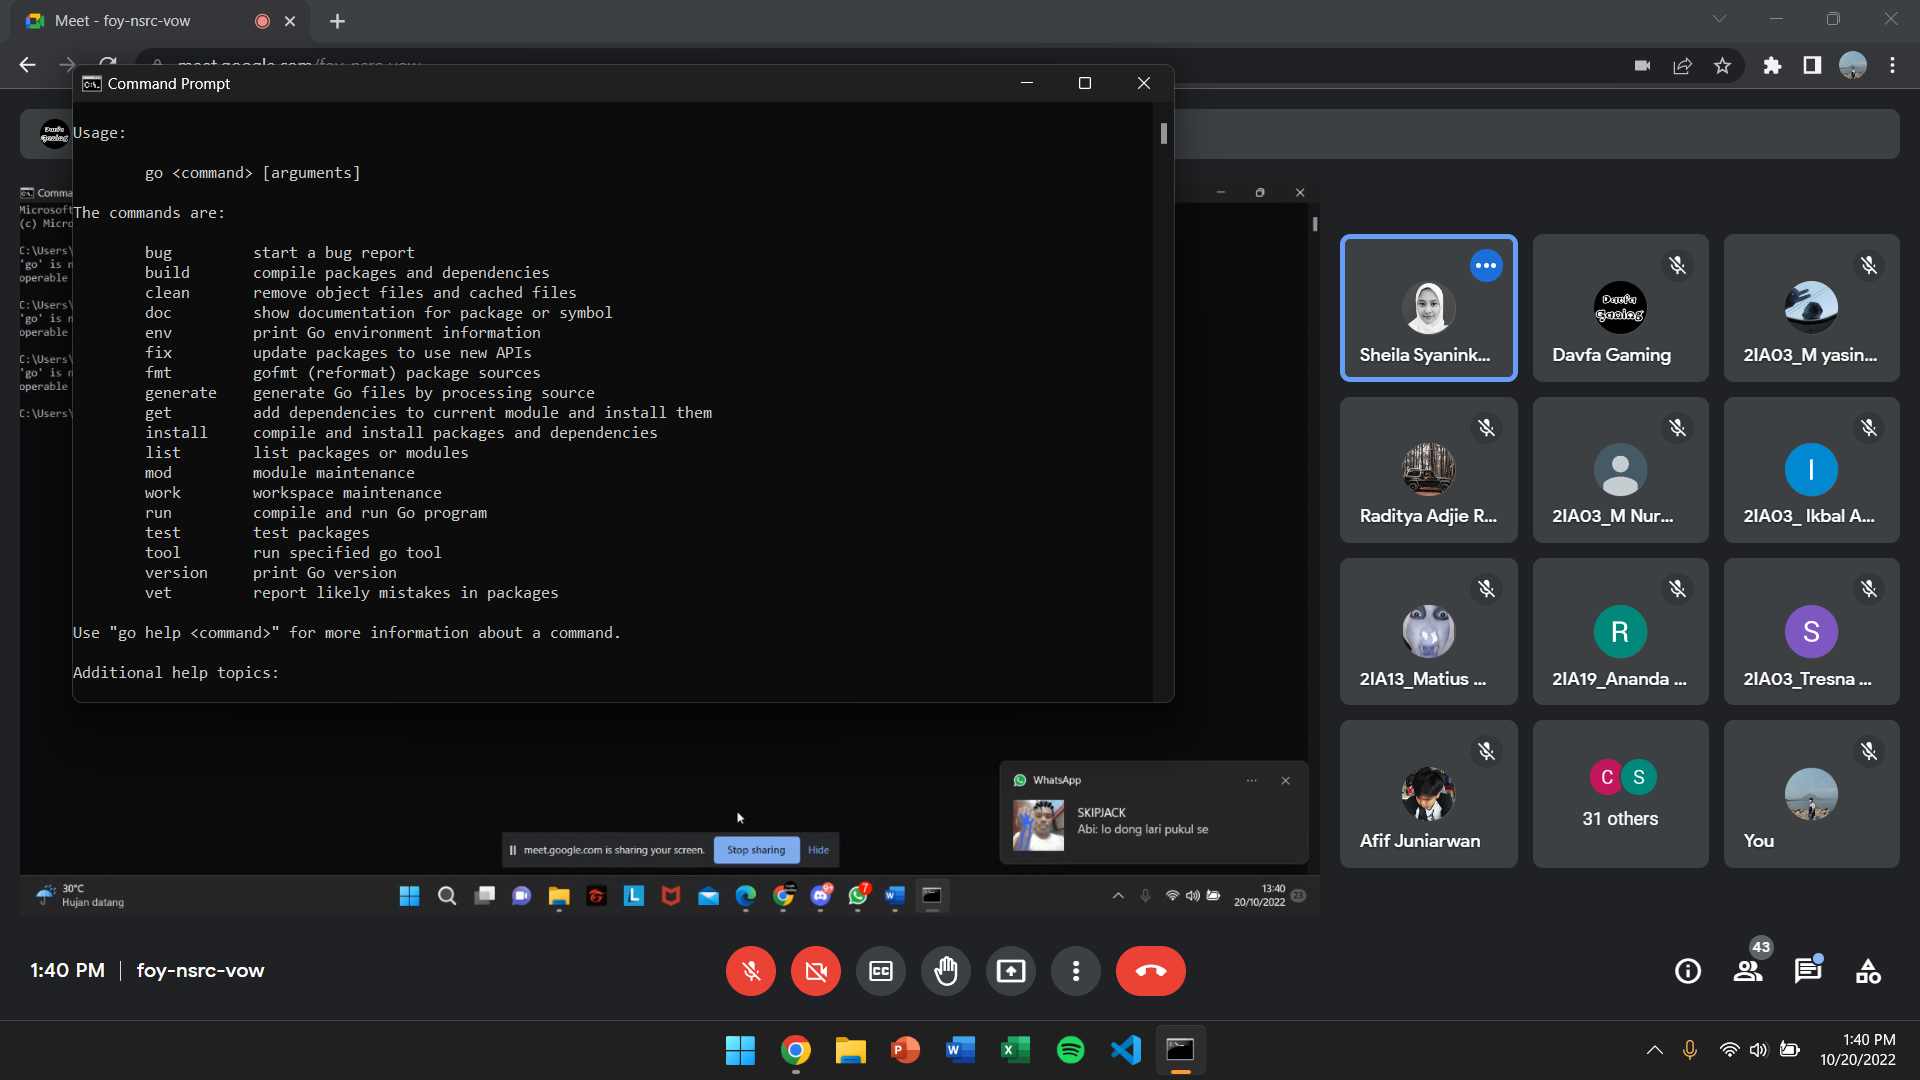 Meet - foy-nsrc-vow
Command Prompt
Usage:
go <command> [arguments]
The commands are:
bug start a bug report
build compile packages and dependencies
clean remove object files and cached files
doc show documentation for package or symbol
env print Go environment information
fix update packages to use new APIs
fmt gofmt (reformat) package sources
generate generate Go files by processing source
get add dependencies to current module and install them
install compile and install packages and dependencies
list list packages or modules
mod module maintenance
work workspace maintenance
run compile and run Go program
test test packages
tool run specified go tool
version print Go version
vet report likely mistakes in packages
Use "go help <command>" for more information about a command.
Additional help topics:
Comma
Microsoft
(c) Micro
C:\Users\
'go' is n
operable
C:\Users\
'go' is n
operable
C:\Users\
'go' is n
operable
C:\Users\
Sheila Syanink...
Davfa Gaming
Davfa Gaming
2IA03_M yasin...
Raditya Adjie R...
2IA03_M Nur...
I
2IA03_ Ikbal A...
2IA13_Matius ...
R
2IA19_Ananda ...
S
2IA03_Tresna ...
Afif Juniarwan
C S
31 others
You
WhatsApp
SKIPJACK
Abi: lo dong lari pukul se
meet.google.com is sharing your screen.
Stop sharing
Hide
30°C
Hujan datang
13:40
20/10/2022
23
1:40 PM | foy-nsrc-vow
43
1:40 PM
10/20/2022